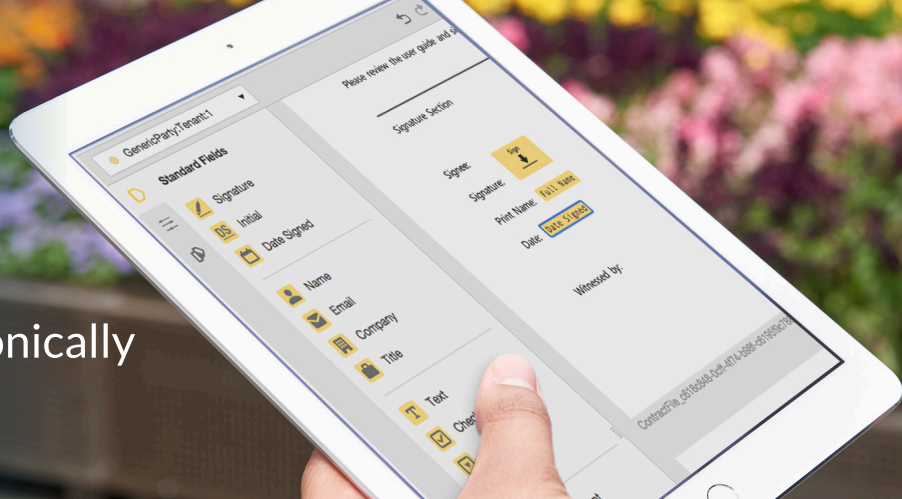 GenericParty:Tenant:1
Standard Fields
Signature
DS Initial
Date Signed
Name
Email
Company
Title
T Text
Please review the user guide and
Signature Section
Signee:
Sign
Signature:
Print Name: Full Name
Date: Date Signed
Witnessed by:
onically